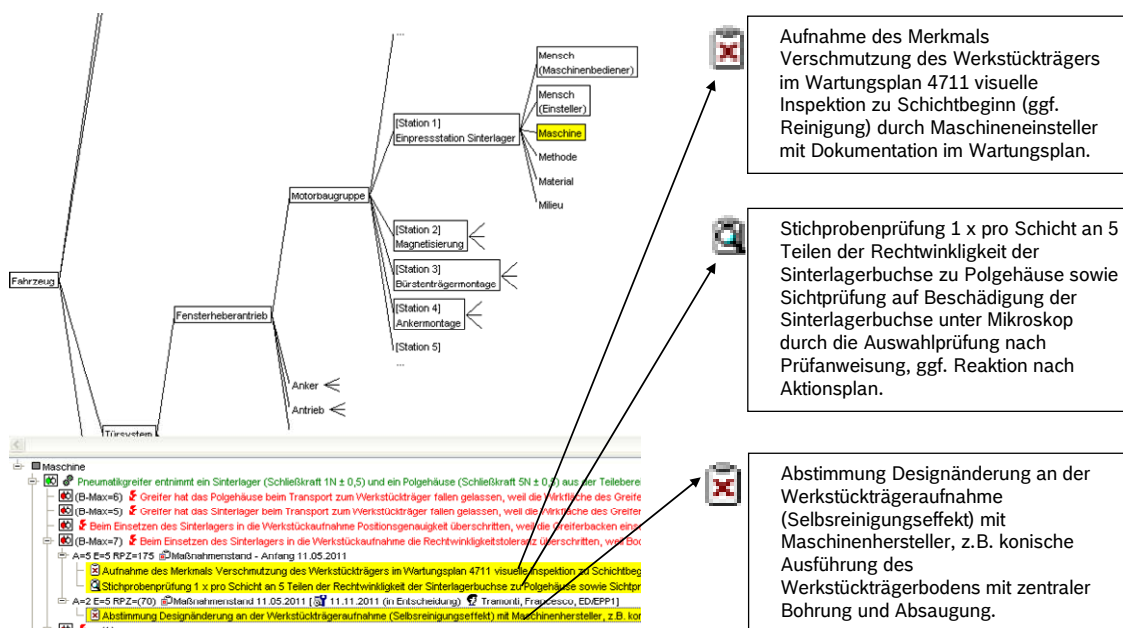 ...
Mensch
(Maschinenbediener)
Mensch
(Einsteller)
[Station 1]
Einpressstation Sinterlager
Maschine
Methode
Material
Milieu
Motorbaugruppe
[Station 2]
Magnetisierung
[Station 3]
Bürstenträgermontage
[Station 4]
Ankermontage
[Station 5]
...
Fahrzeug
Fensterheberantrieb
Anker
Antrieb
Türsystem
Maschine
Pneumatikgreifer entnimmt ein Sinterlager (Schließkraft 1N ± 0,5) und ein Polgehäuse (Schließkraft 5N ± 0,5) aus der Teileberei
(B-Max=6) Greifer hat das Polgehäuse beim Transport zum Werkstückträger fallen gelassen, weil die Wirkfläche des Greife
(B-Max=5) Greifer hat das Sinterlager beim Transport zum Werkstückträger fallen gelassen, weil die Wirkfläche des Greifer
Beim Einsetzen des Sinterlagers in die Werkstückaufnahme Positionsgenauigkeit überschritten, weil die Greiferbacken eing
(B-Max=7) Beim Einsetzen des Sinterlagers in die Werkstückaufnahme die Rechtwinkligkeitstoleranz überschritten, weil Boc
A=5 E=5 RPZ=175 Maßnahmenstand - Anfang 11.05.2011
Aufnahme des Merkmals Verschmutzung des Werkstückträgers im Wartungsplan 4711 visuelle Inspektion zu Schichtbeg
Stichprobenprüfung 1 x pro Schicht an 5 Teilen der Rechtwinkligkeit der Sinterlagerbuchse zu Polgehäuse sowie Sichtpr
A=2 E=5 RPZ=(70) Maßnahmenstand 11.05.2011 [ 11.11.2011 (in Entscheidung) Tramonti, Francesco, ED/EPP1]
Abstimmung Designänderung an der Werkstückträgeraufnahme (Selbsreinigungseffekt) mit Maschinenhersteller, z.B. kon
Aufnahme des Merkmals
Verschmutzung des Werkstückträgers
im Wartungsplan 4711 visuelle
Inspektion zu Schichtbeginn (ggf.
Reinigung) durch Maschineneinsteller
mit Dokumentation im Wartungsplan.
Stichprobenprüfung 1 x pro Schicht an 5
Teilen der Rechtwinkligkeit der
Sinterlagerbuchse zu Polgehäuse sowie
Sichtprüfung auf Beschädigung der
Sinterlagerbuchse unter Mikroskop
durch die Auswahlprüfung nach
Prüfanweisung, ggf. Reaktion nach
Aktionsplan.
Abstimmung Designänderung an der
Werkstückträgeraufnahme
(Selbsreinigungseffekt) mit
Maschinenhersteller, z.B. konische
Ausführung des
Werkstückträgerbodens mit zentraler
Bohrung und Absaugung.